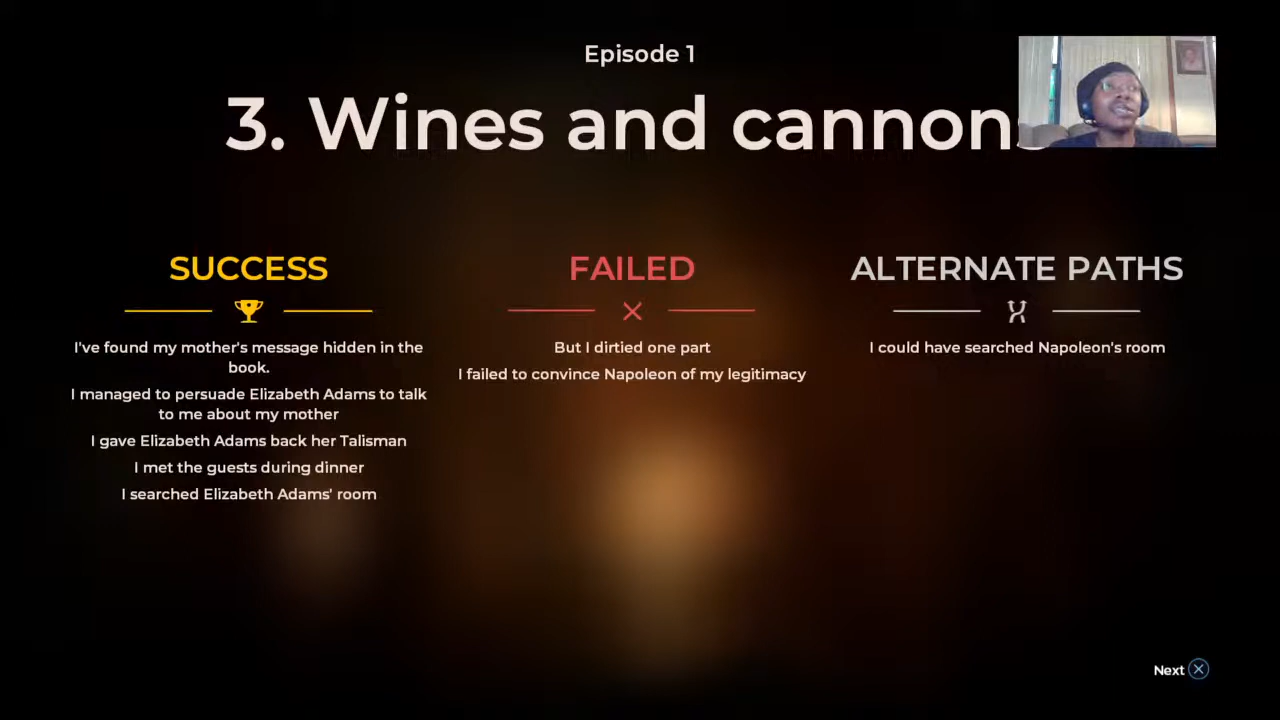 Episode 1
3. Wines and cannons
SUCCESS
I've found my mother's message hidden in the
book.
I managed to persuade Elizabeth Adams to talk
to me about my mother
I gave Elizabeth Adams back her Talisman
I met the guests during dinner
I searched Elizabeth Adams' room
FAILED
But I dirtied one part
I failed to convince Napoleon of my legitimacy
ALTERNATE PATHS
I could have searched Napoleon's room
Next